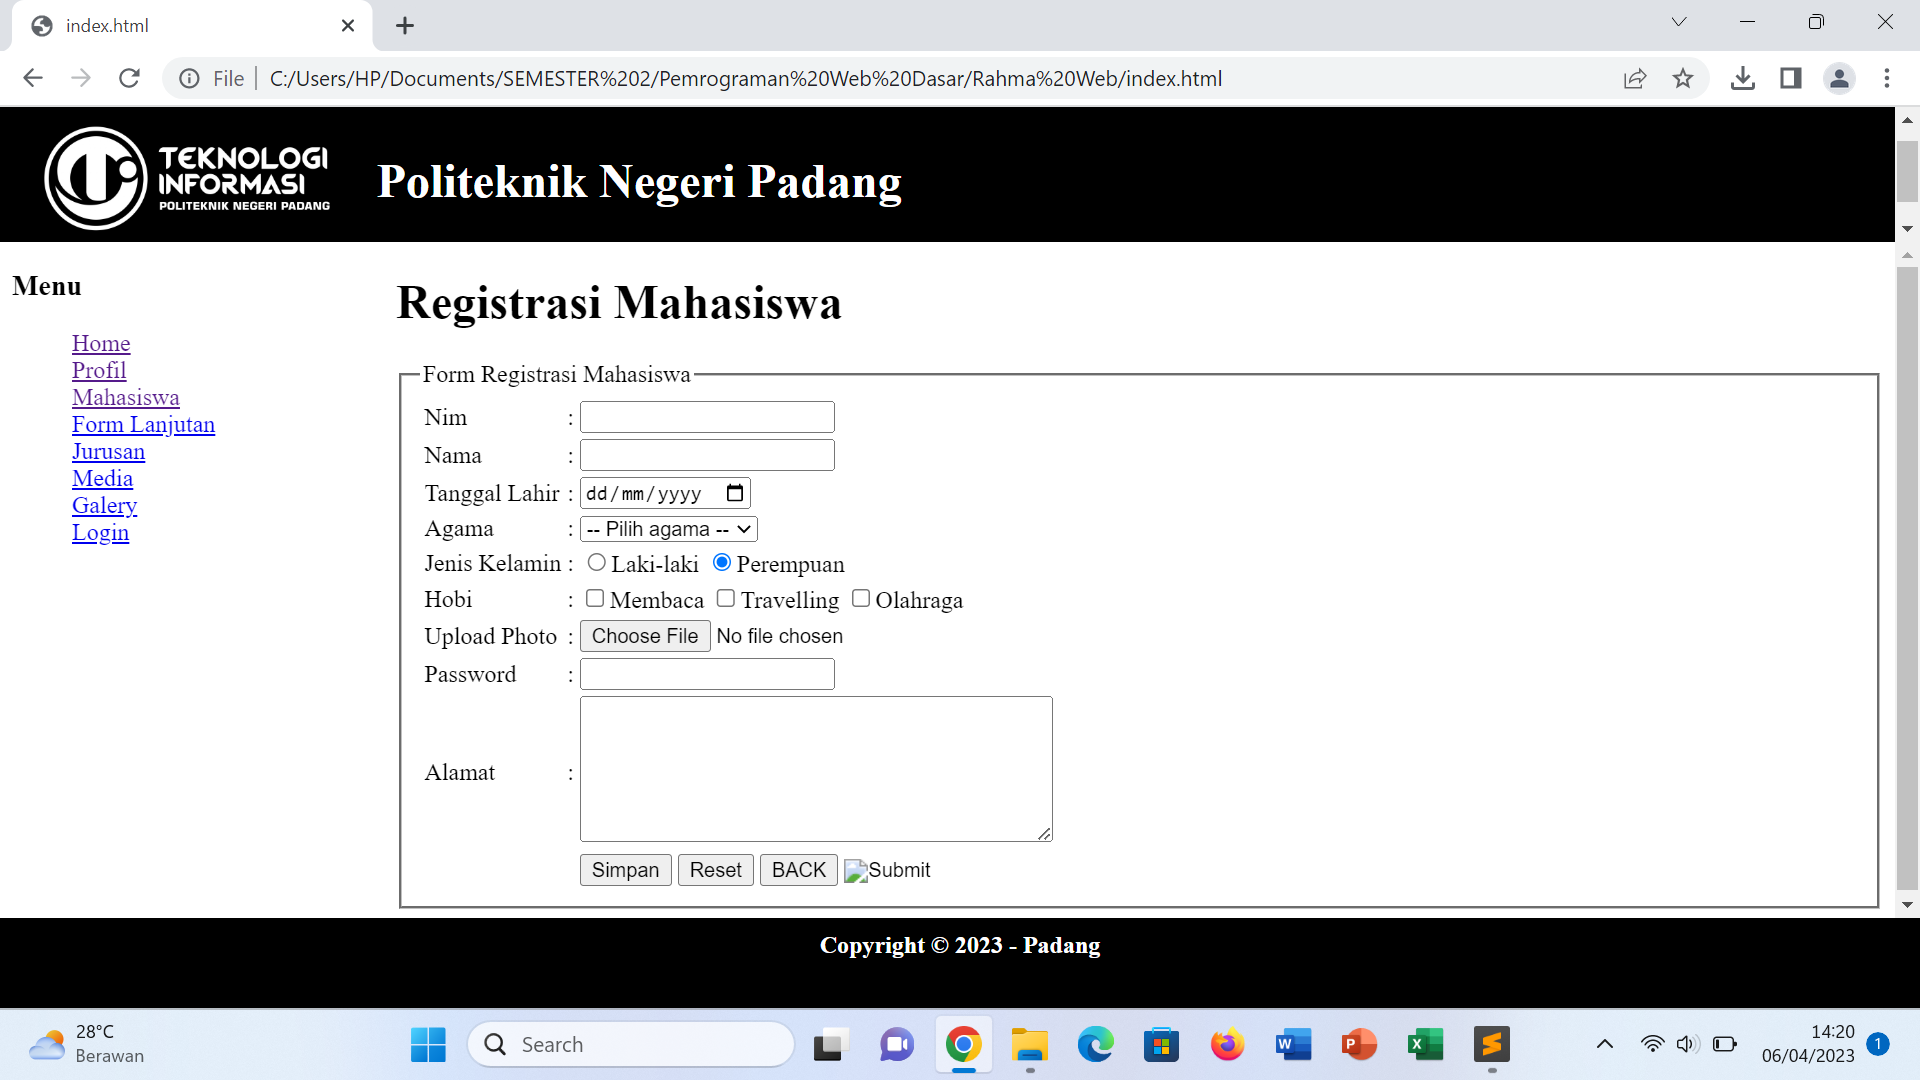 index.html
File C:/Users/HP/Documents/SEMESTER%202/Pemrograman%20Web%20Dasar/Rahma%20Web/index.html
TEKNOLOGI
INFORMASI
POLITEKNIK NEGERI PADANG
Politeknik Negeri Padang
Menu
Home
Profil
Mahasiswa
Form Lanjutan
Jurusan
Media
Galery
Login
Registrasi Mahasiswa
Form Registrasi Mahasiswa
Nim :
Nama :
Tanggal Lahir : dd/mm/yyyy
Agama : -- Pilih agama --
Jenis Kelamin : Laki-laki Perempuan
Hobi : Membaca Travelling Olahraga
Upload Photo : Choose File No file chosen
Password :
Alamat :
Simpan Reset BACK Submit
Copyright © 2023 - Padang
28°C
Berawan
Search
14:20
06/04/2023
1